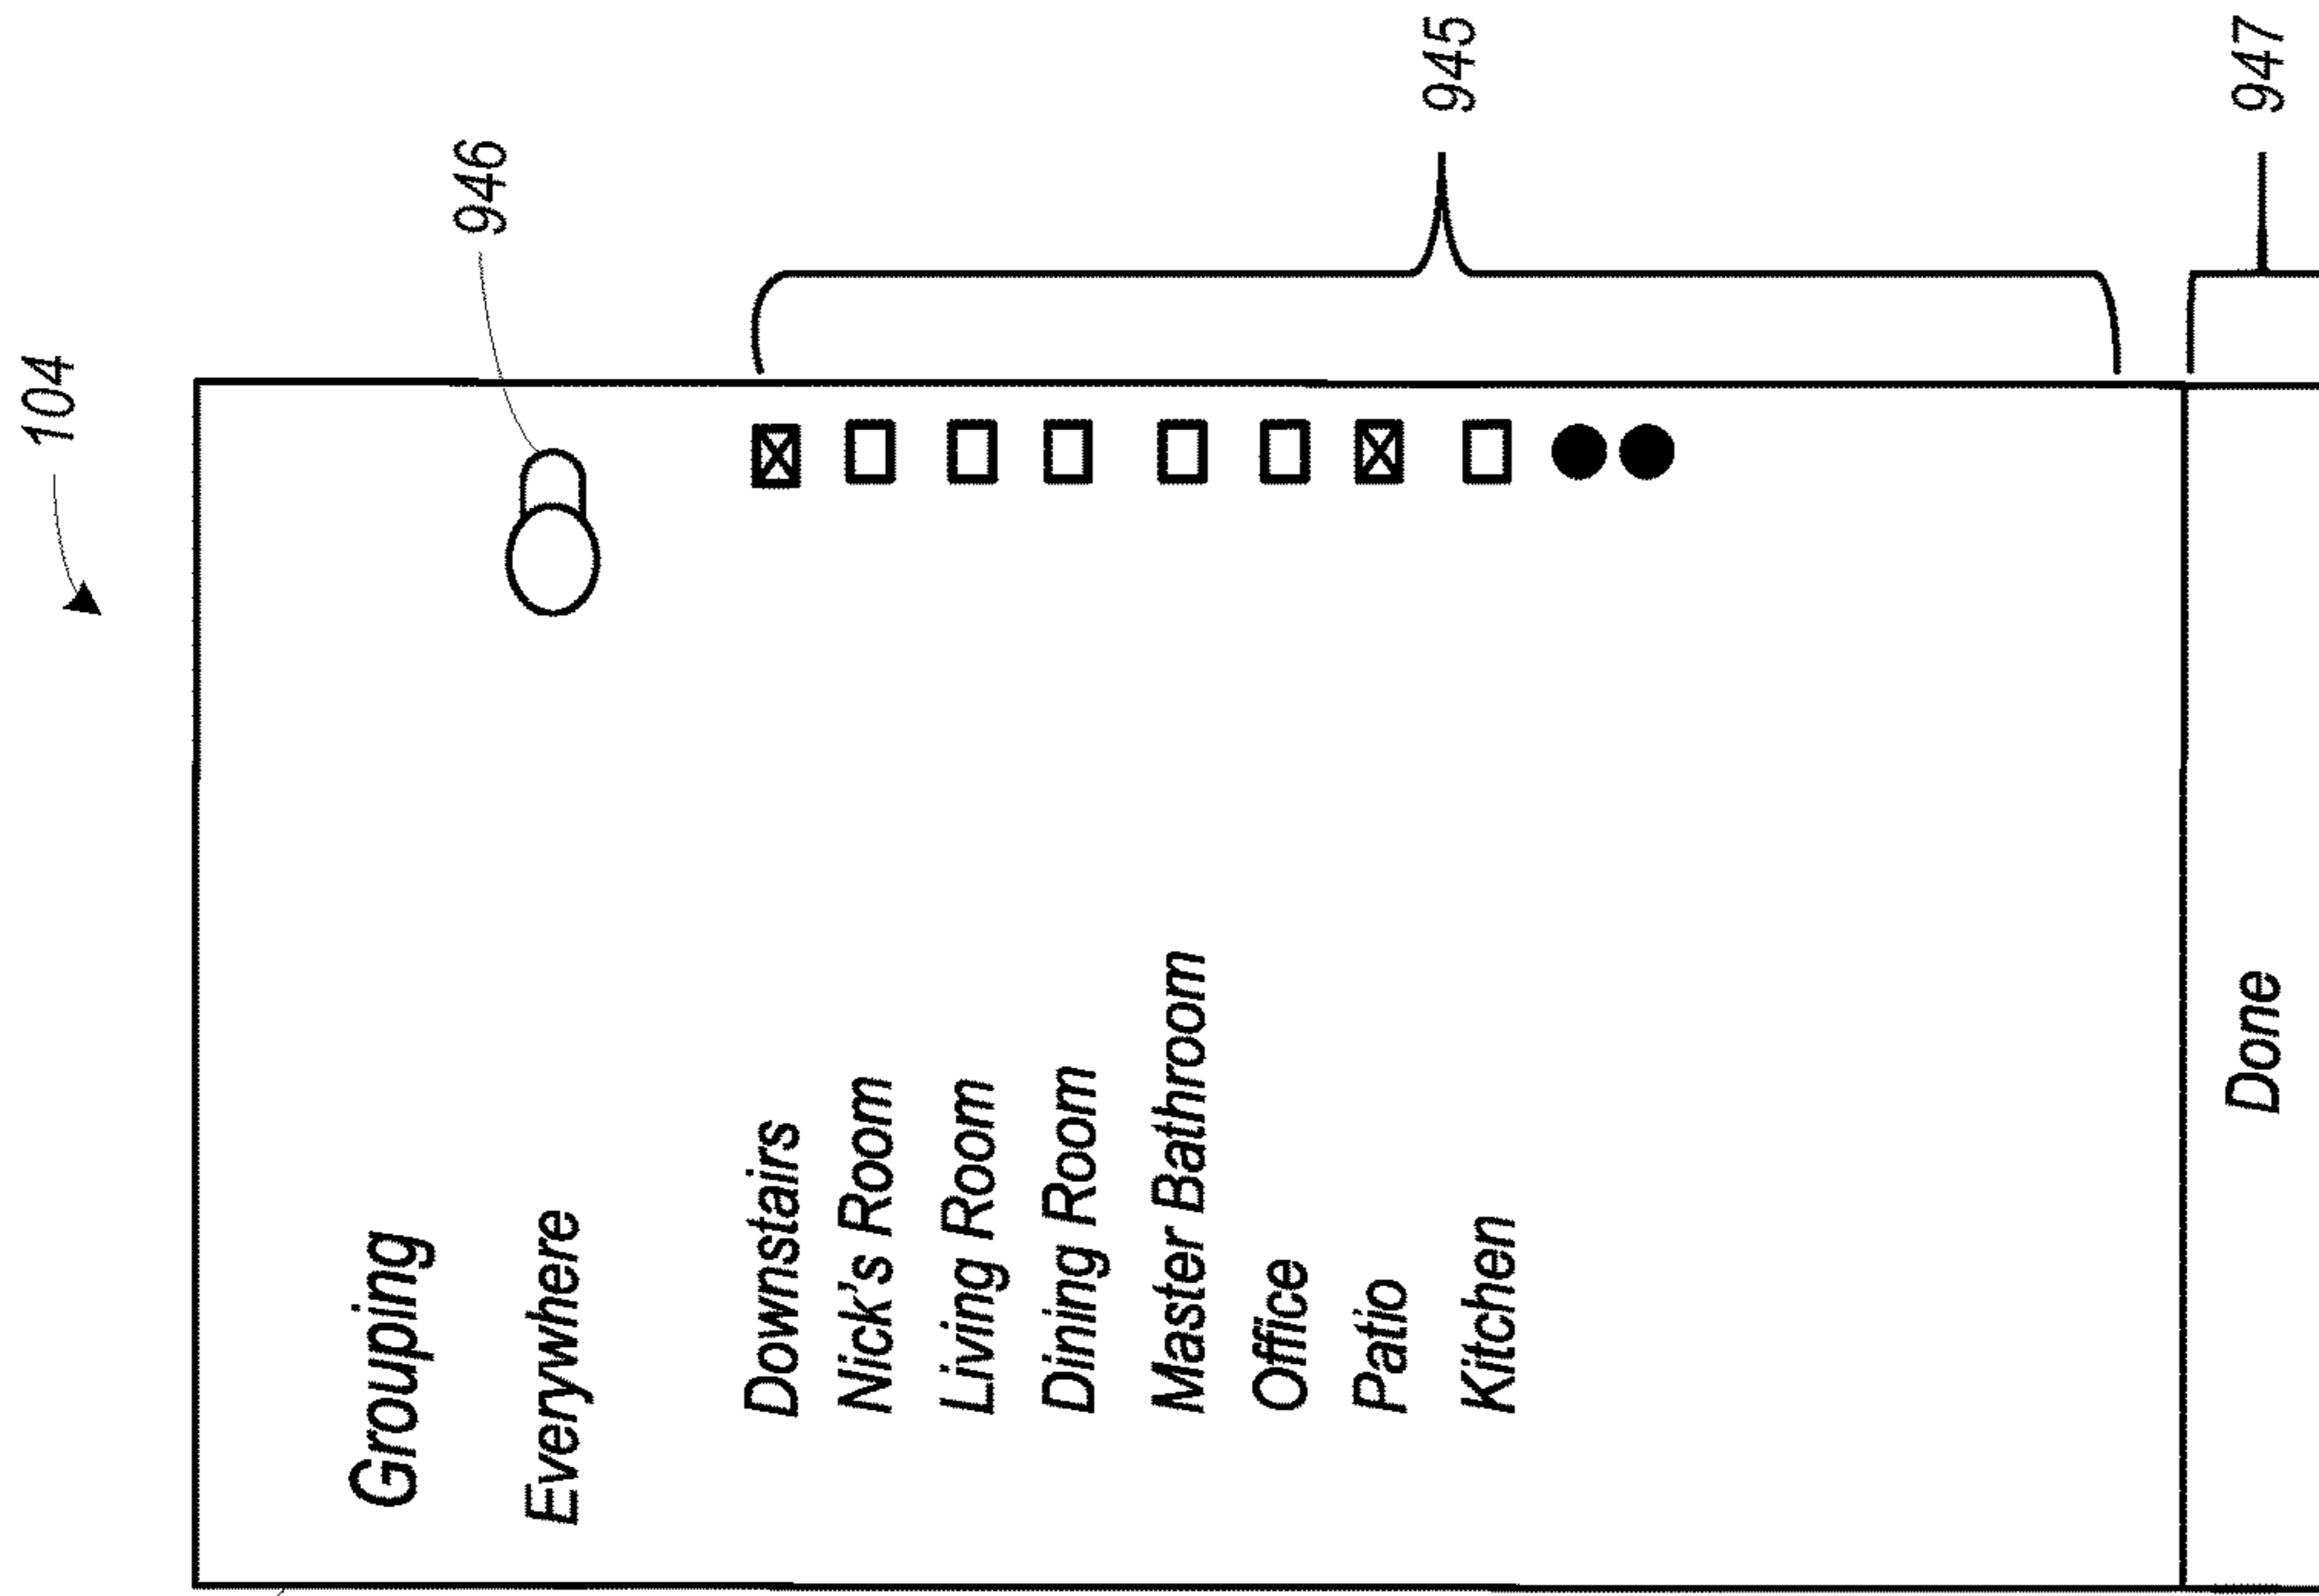 104
Grouping
946
Everywhere
Downstairs
Nick's Room
Living Room
Dining Room
945
Master Bathroom
Office
Patio
Kitchen
Done
947